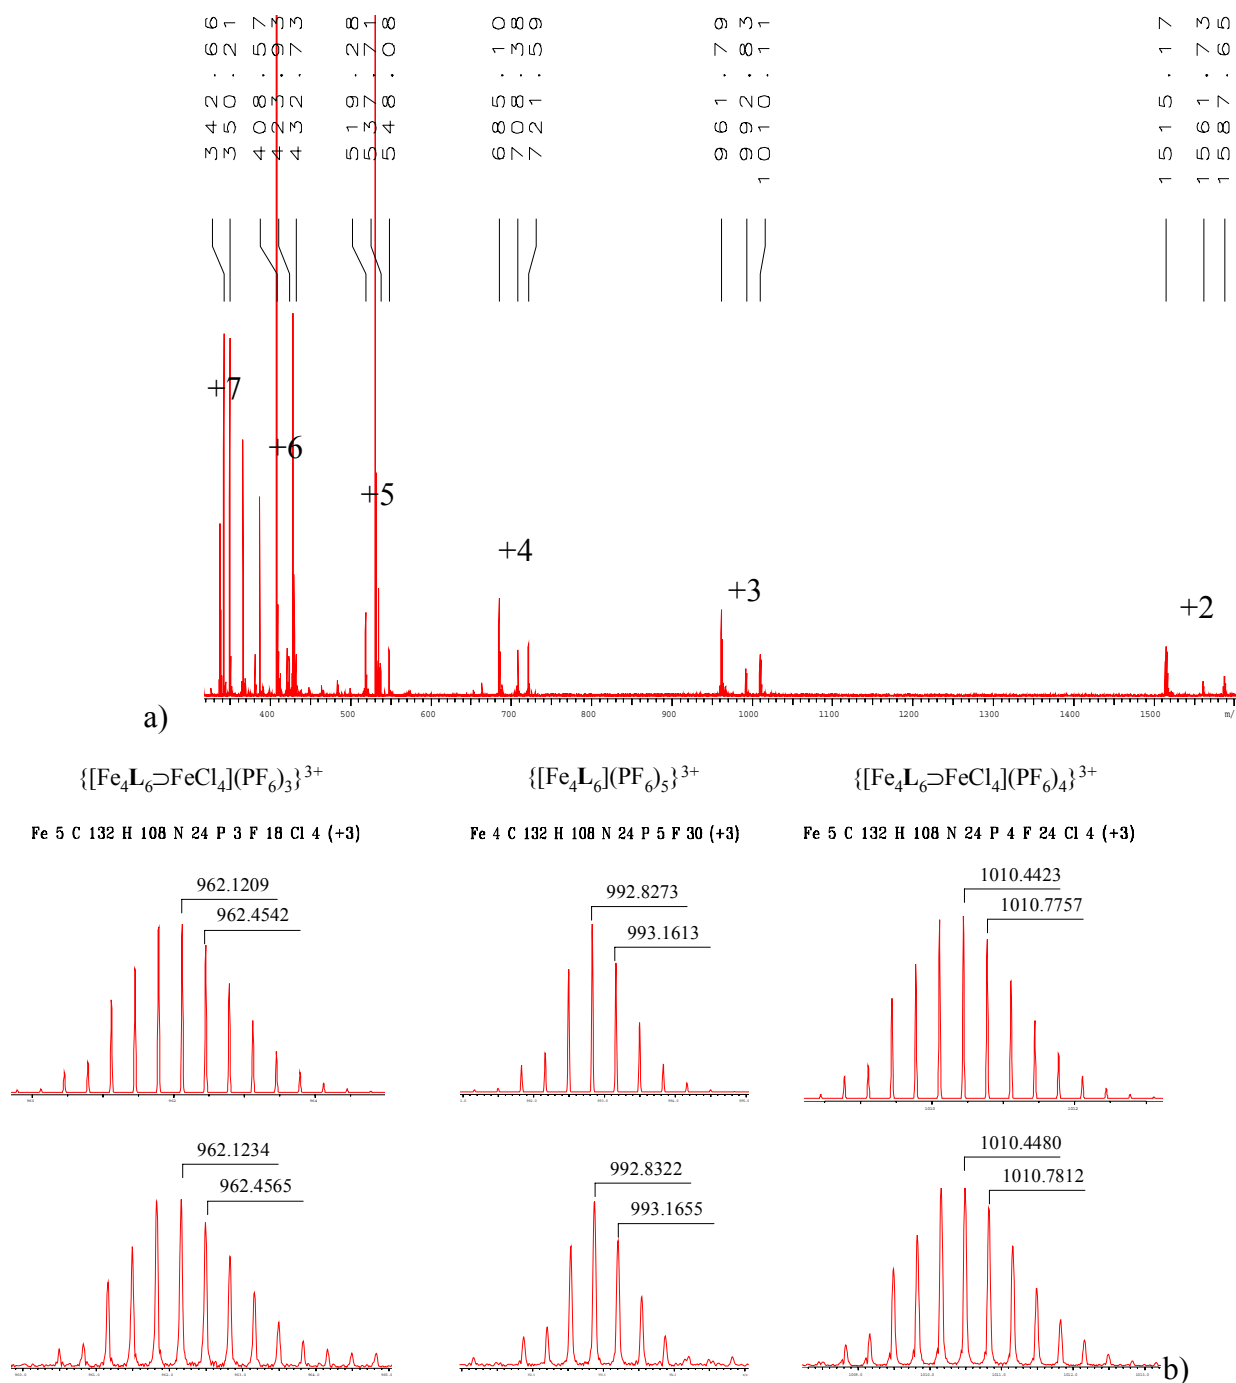 342.66
350.21
408.57
423.93
432.73
519.28
537.71
548.08
685.10
708.38
721.59
961.79
992.83
1010.11
1515.17
1561.73
1587.65
+7
+6
+5
+4
+3
+2
400 500 600 700 800 900 1000 1100 1200 1300 1400 1500 m/
a)
{[Fe4L6⊃FeCl4](PF6)3}3+ {[Fe4L6](PF6)5}3+ {[Fe4L6⊃FeCl4](PF6)4}3+
Fe 5 C 132 H 108 N 24 P 3 F 18 Cl 4 (+3) Fe 4 C 132 H 108 N 24 P 5 F 30 (+3) Fe 5 C 132 H 108 N 24 P 4 F 24 Cl 4 (+3)
962.1209 992.8273 1010.4423
962.4542 993.1613 1010.7757
962.1234 992.8322 1010.4480
962.4565 993.1655 1010.7812
b)